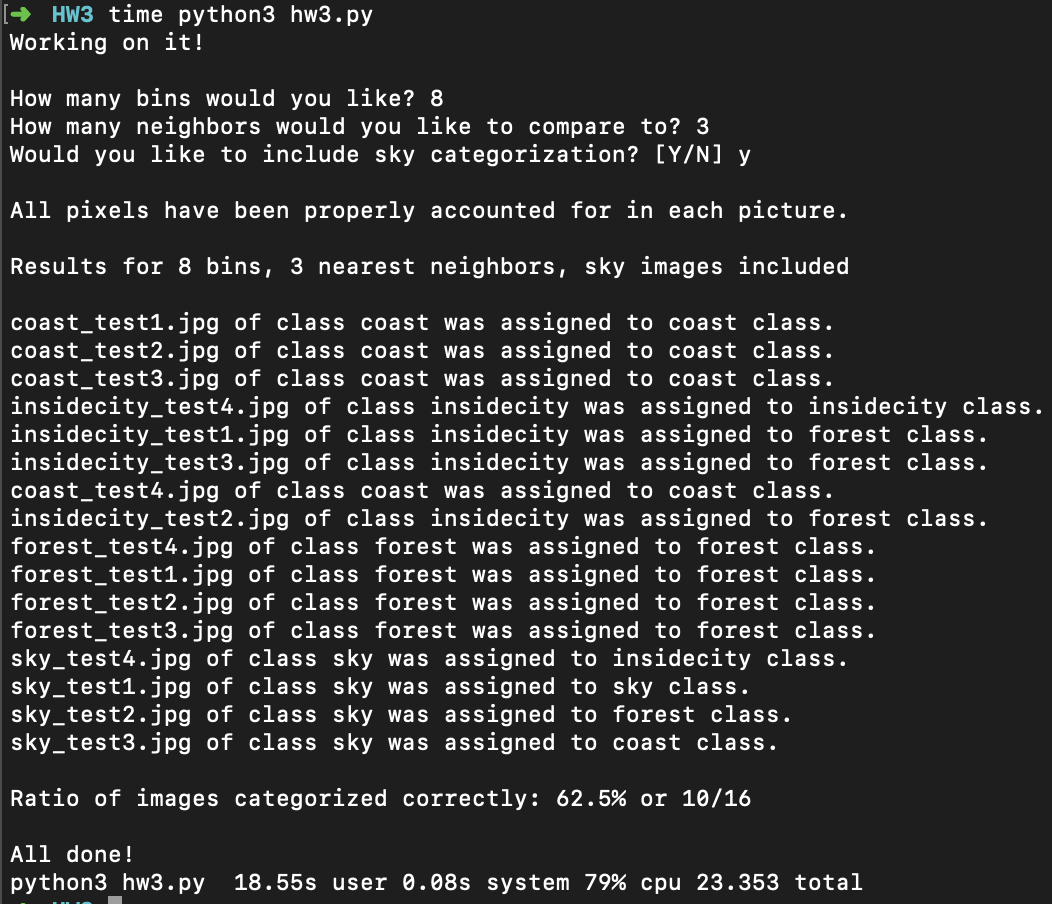 [➜ HW3 time python3 hw3.py
Working on it!
How many bins would you like? 8
How many neighbors would you like to compare to? 3
Would you like to include sky categorization? [Y/N] y
All pixels have been properly accounted for in each picture.
Results for 8 bins, 3 nearest neighbors, sky images included
coast_test1.jpg of class coast was assigned to coast class.
coast_test2.jpg of class coast was assigned to coast class.
coast_test3.jpg of class coast was assigned to coast class.
insidecity_test4.jpg of class insidecity was assigned to insidecity class.
insidecity_test1.jpg of class insidecity was assigned to forest class.
insidecity_test3.jpg of class insidecity was assigned to forest class.
coast_test4.jpg of class coast was assigned to coast class.
insidecity_test2.jpg of class insidecity was assigned to forest class.
forest_test4.jpg of class forest was assigned to forest class.
forest_test1.jpg of class forest was assigned to forest class.
forest_test2.jpg of class forest was assigned to forest class.
forest_test3.jpg of class forest was assigned to forest class.
sky_test4.jpg of class sky was assigned to insidecity class.
sky_test1.jpg of class sky was assigned to sky class.
sky_test2.jpg of class sky was assigned to forest class.
sky_test3.jpg of class sky was assigned to coast class.
Ratio of images categorized correctly: 62.5% or 10/16
All done!
python3 hw3.py  18.55s user 0.08s system 79% cpu 23.353 total